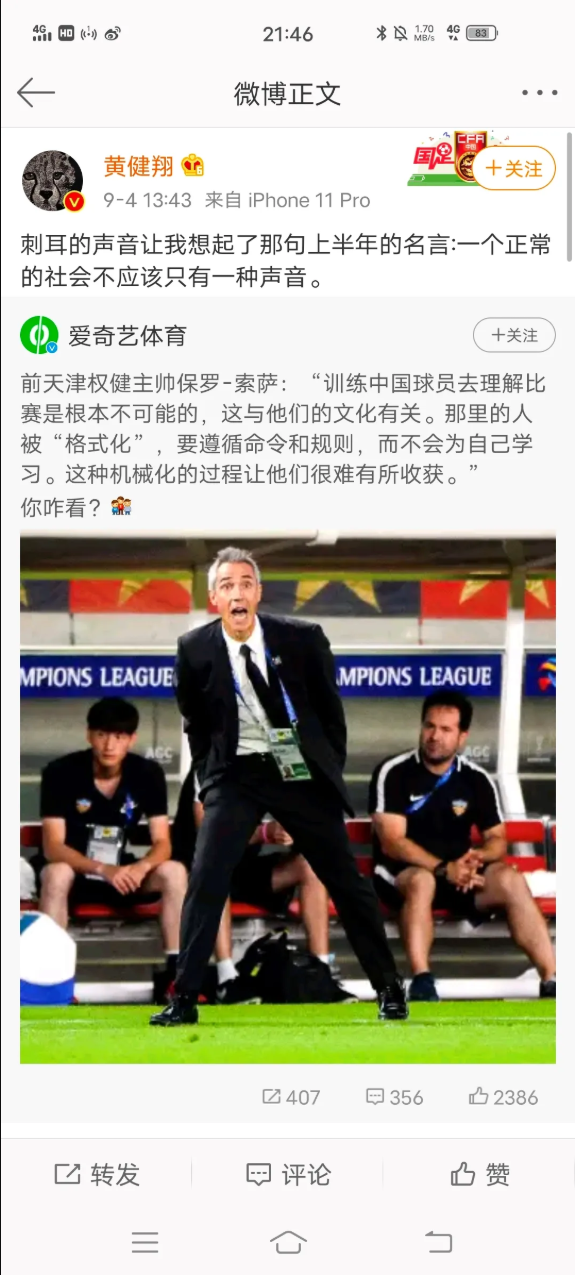 4G HD 21:46 1.70 MB/s 4G 83
微博正文
黄健翔
国足 CFA 中国 +关注
9-4 13:43 来自 iPhone 11 Pro
刺耳的声音让我想起了那句上半年的名言:一个正常
的社会不应该只有一种声音。
爱奇艺体育 +关注
前天津权健主帅保罗-索萨：“训练中国球员去理解比
赛是根本不可能的，这与他们的文化有关。那里的人
被“格式化”，要遵循命令和规则，而不会为自己学
习。这种机械化的过程让他们很难有所收获。”
你咋看？
MPIONS LEAGUE MPIONS LEAGUE
AGC AGC
407 356 2386
转发 评论 赞